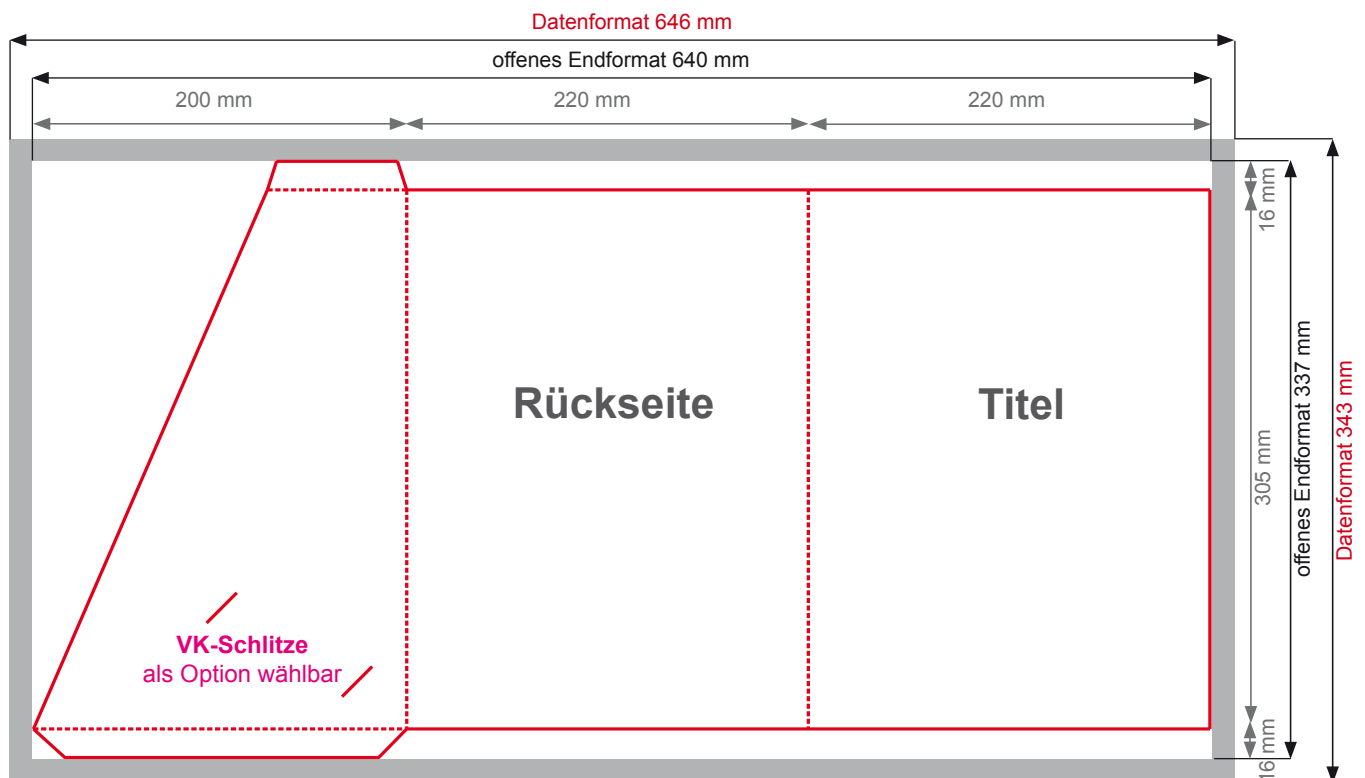 Datenformat 646 mm
offenes Endformat 640 mm
200 mm
220 mm
220 mm
16 mm
Rückseite
Titel
305 mm
offenes Endformat 337 mm
Datenformat 343 mm
VK-Schlitze
als Option wählbar
16 mm